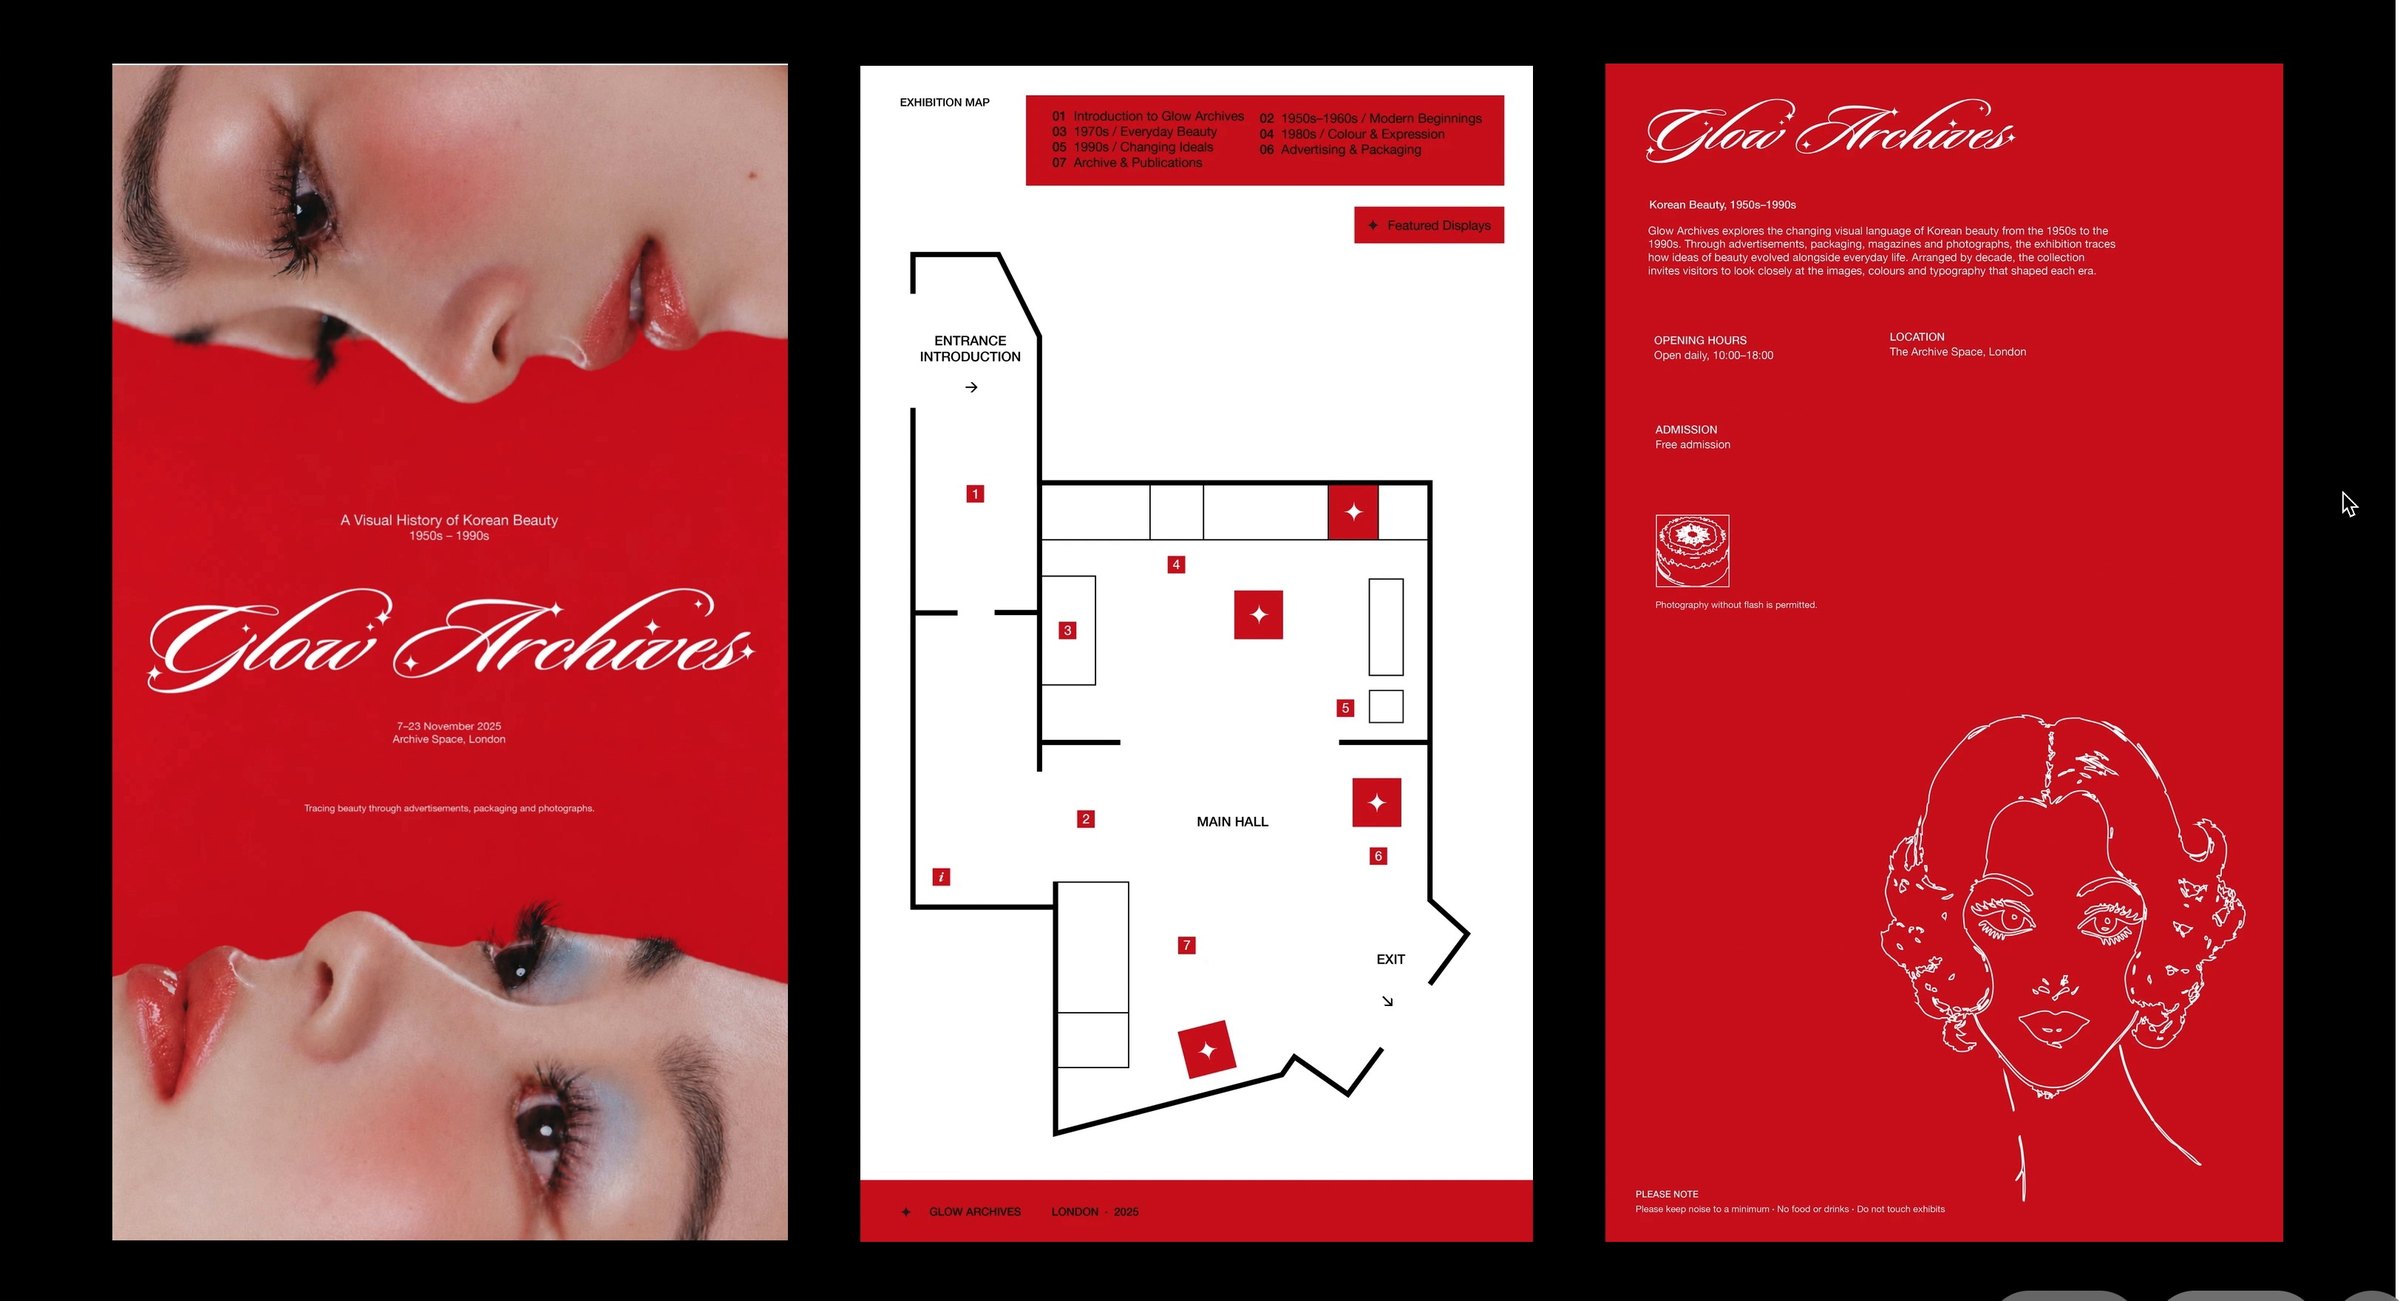 A Visual History of Korean Beauty
1950s – 1990s
Glow Archives
7–23 November 2025
Archive Space, London
Tracing beauty through advertisements, packaging and photographs.
EXHIBITION MAP
01 Introduction to Glow Archives
02 1950s–1960s / Modern Beginnings
03 1970s / Everyday Beauty
04 1980s / Colour & Expression
05 1990s / Changing Ideals
06 Advertising & Packaging
07 Archive & Publications
Featured Displays
ENTRANCE
INTRODUCTION
→
1
4
3
5
2
MAIN HALL
6
i
7
EXIT
↘
GLOW ARCHIVES LONDON · 2025
Glow Archives
Korean Beauty, 1950s–1990s
Glow Archives explores the changing visual language of Korean beauty from the 1950s to the
1990s. Through advertisements, packaging, magazines and photographs, the exhibition traces
how ideas of beauty evolved alongside everyday life. Arranged by decade, the collection
invites visitors to look closely at the images, colours and typography that shaped each era.
OPENING HOURS
Open daily, 10:00–18:00
LOCATION
The Archive Space, London
ADMISSION
Free admission
Photography without flash is permitted.
PLEASE NOTE
Please keep noise to a minimum · No food or drinks · Do not touch exhibits